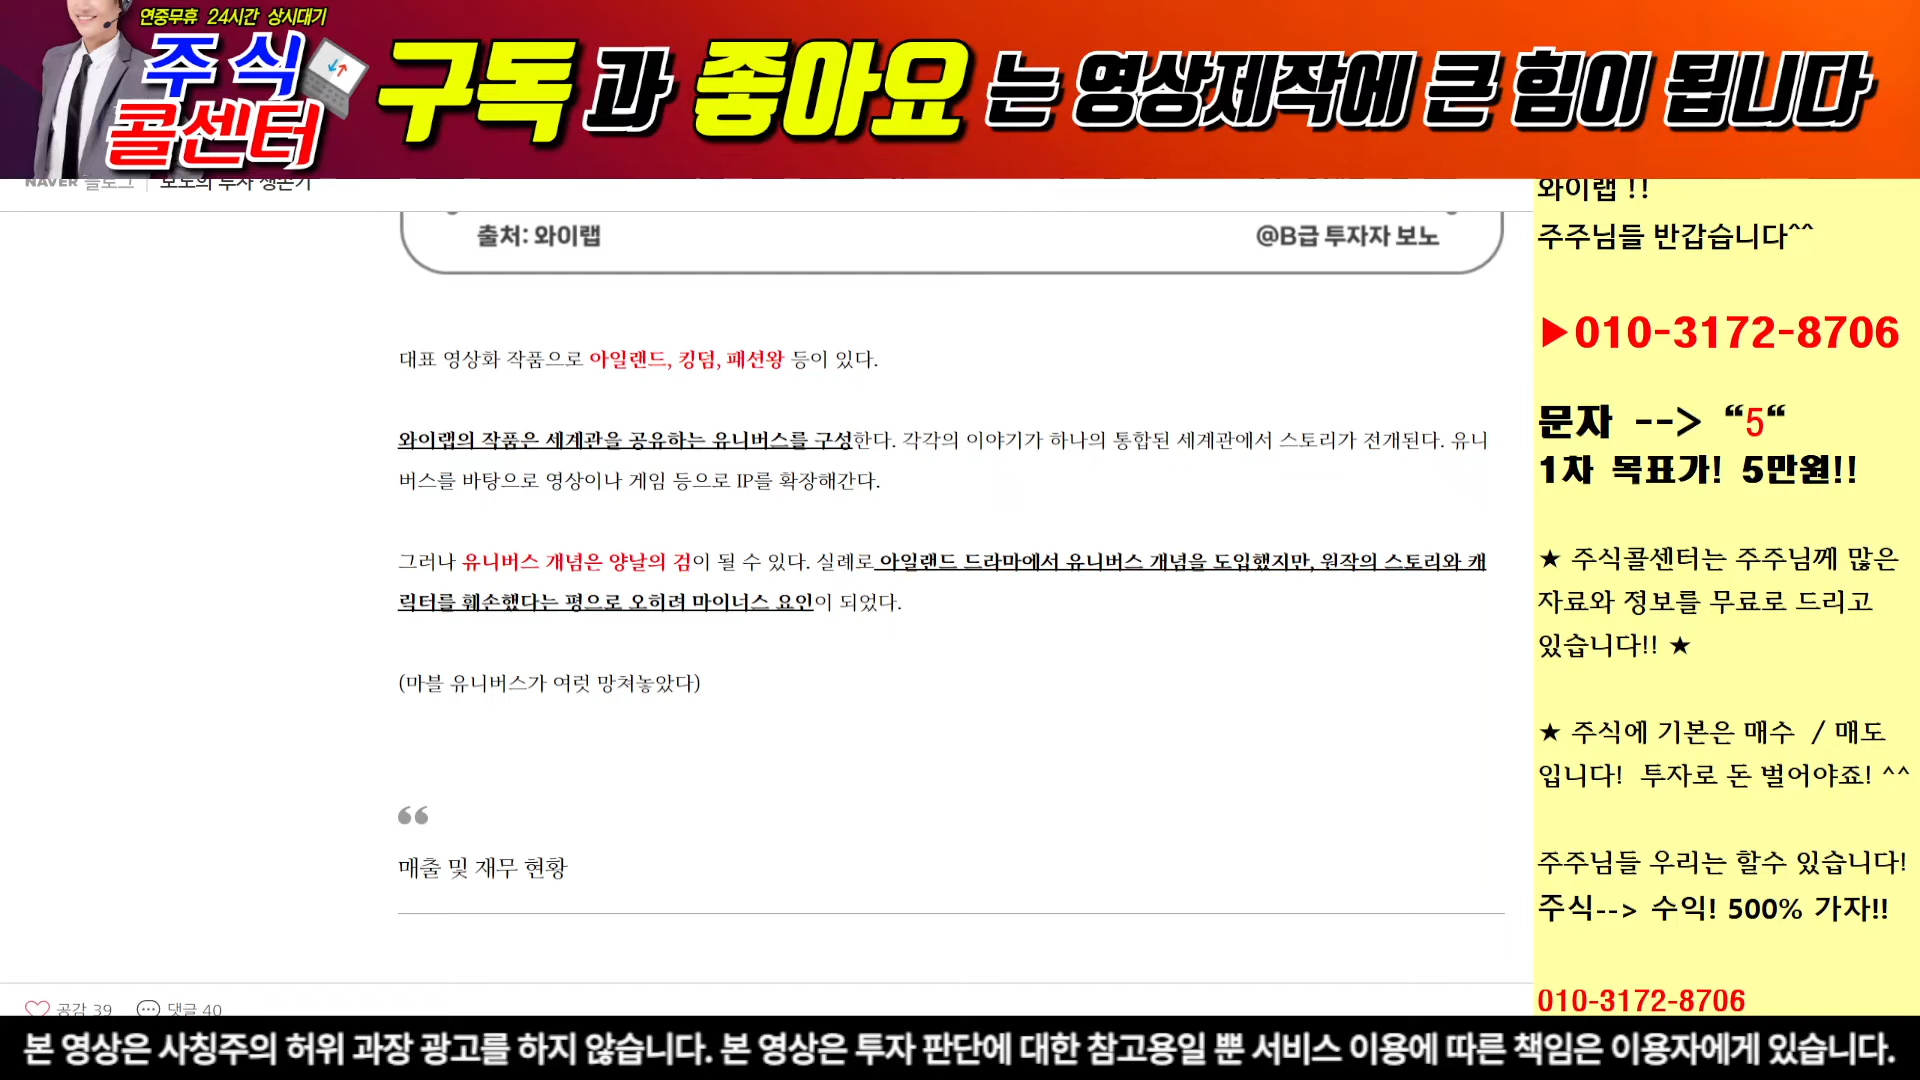 연중무휴 24시간 상시대기
주식
콜센터
구독과 좋아요는 영상제작에 큰 힘이 됩니다
NAVER 블로그 | 보노의 투자 생존기
출처: 와이랩
@B급 투자자 보노
대표 영상화 작품으로 아일랜드, 킹덤, 패션왕 등이 있다.
와이랩의 작품은 세계관을 공유하는 유니버스를 구성한다. 각각의 이야기가 하나의 통합된 세계관에서 스토리가 전개된다. 유니
버스를 바탕으로 영상이나 게임 등으로 IP를 확장해간다.
그러나 유니버스 개념은 양날의 검이 될 수 있다. 실례로 아일랜드 드라마에서 유니버스 개념을 도입했지만, 원작의 스토리와 캐
릭터를 훼손했다는 평으로 오히려 마이너스 요인이 되었다.
(마블 유니버스가 여럿 망쳐놓았다)
매출 및 재무 현황
공감 39 댓글 40
와이랩 !!
주주님들 반갑습니다^^
▶010-3172-8706
문자 --> “5“
1차 목표가! 5만원!!
★ 주식콜센터는 주주님께 많은
자료와 정보를 무료로 드리고
있습니다!! ★
★ 주식에 기본은 매수 / 매도
입니다! 투자로 돈 벌어야죠! ^^
주주님들 우리는 할수 있습니다!
주식--> 수익! 500% 가자!!
010-3172-8706
본 영상은 사칭주의 허위 과장 광고를 하지 않습니다. 본 영상은 투자 판단에 대한 참고용일 뿐 서비스 이용에 따른 책임은 이용자에게 있습니다.